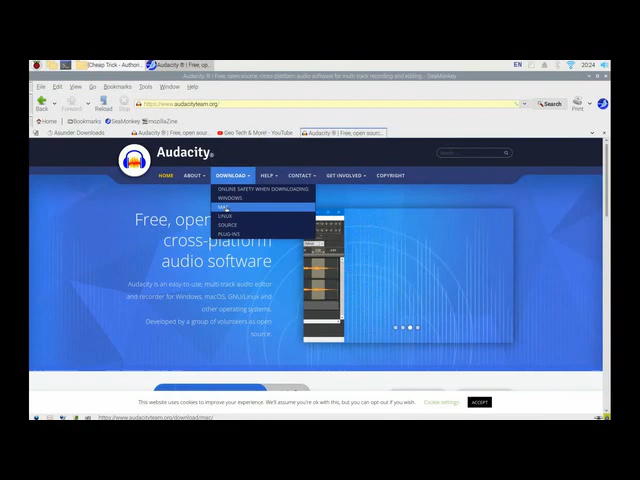 [Cheap Trick - Authori...
Audacity ® | Free, op...
EN
20:24
Audacity ® | Free, open source, cross-platform audio software for multi-track recording and editing. - SeaMonkey
File Edit View Go Bookmarks Tools Window Help
Back Forward Reload Stop
https://www.audacityteam.org/
Search
Print
Home Bookmarks SeaMonkey mozillaZine
Asunder Downloads
Audacity ® | Free, open sour...
Geo Tech & More! - YouTube
Audacity ® | Free, open sourc...
Audacity®
Search
HOME ABOUT DOWNLOAD HELP CONTACT GET INVOLVED COPYRIGHT
ONLINE SAFETY WHEN DOWNLOADING
WINDOWS
MAC
LINUX
SOURCE
PLUG-INS
Free, open
cross-platform
audio software
Audacity is an easy-to-use, multi-track audio editor
and recorder for Windows, macOS, GNU/Linux and
other operating systems.
Developed by a group of volunteers as open
source.
This website uses cookies to improve your experience. We'll assume you're ok with this, but you can opt-out if you wish.
Cookie settings
ACCEPT
https://www.audacityteam.org/download/mac/